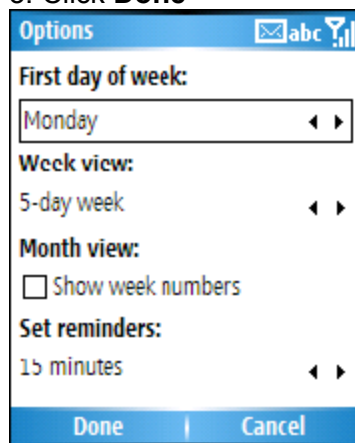 Options abc
First day of week:
Monday
Week view:
5-day week
Month view:
Show week numbers
Set reminders:
15 minutes
Done Cancel